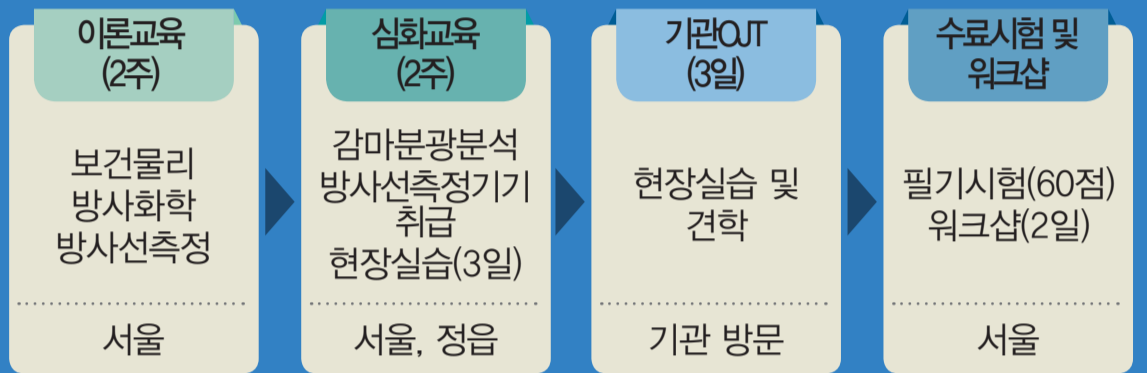 이론교육
(2주)
보건물리
방사화학
방사선측정
서울
심화교육
(2주)
감마분광분석
방사선측정기기
취급
현장실습(3일)
서울, 정읍
기관OJT
(3일)
현장실습 및
견학
기관 방문
수료시험 및
워크샵
필기시험(60점)
워크샵(2일)
서울